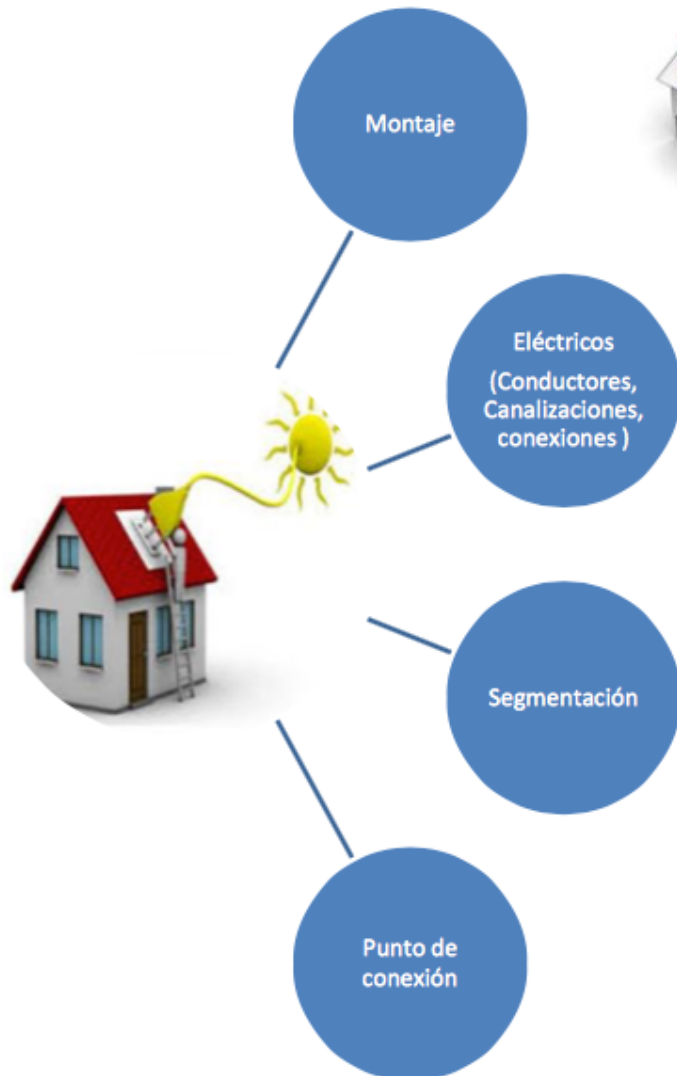 Montaje
Eléctricos
(Conductores,
Canalizaciones,
conexiones )
Segmentación
Punto de
conexión